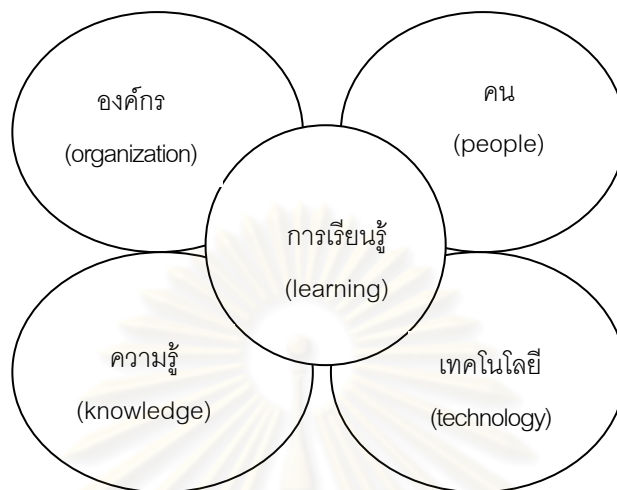 องค์กร
(organization)
คน
(people)
การเรียนรู้
(learning)
ความรู้
(knowledge)
เทคโนโลยี
(technology)